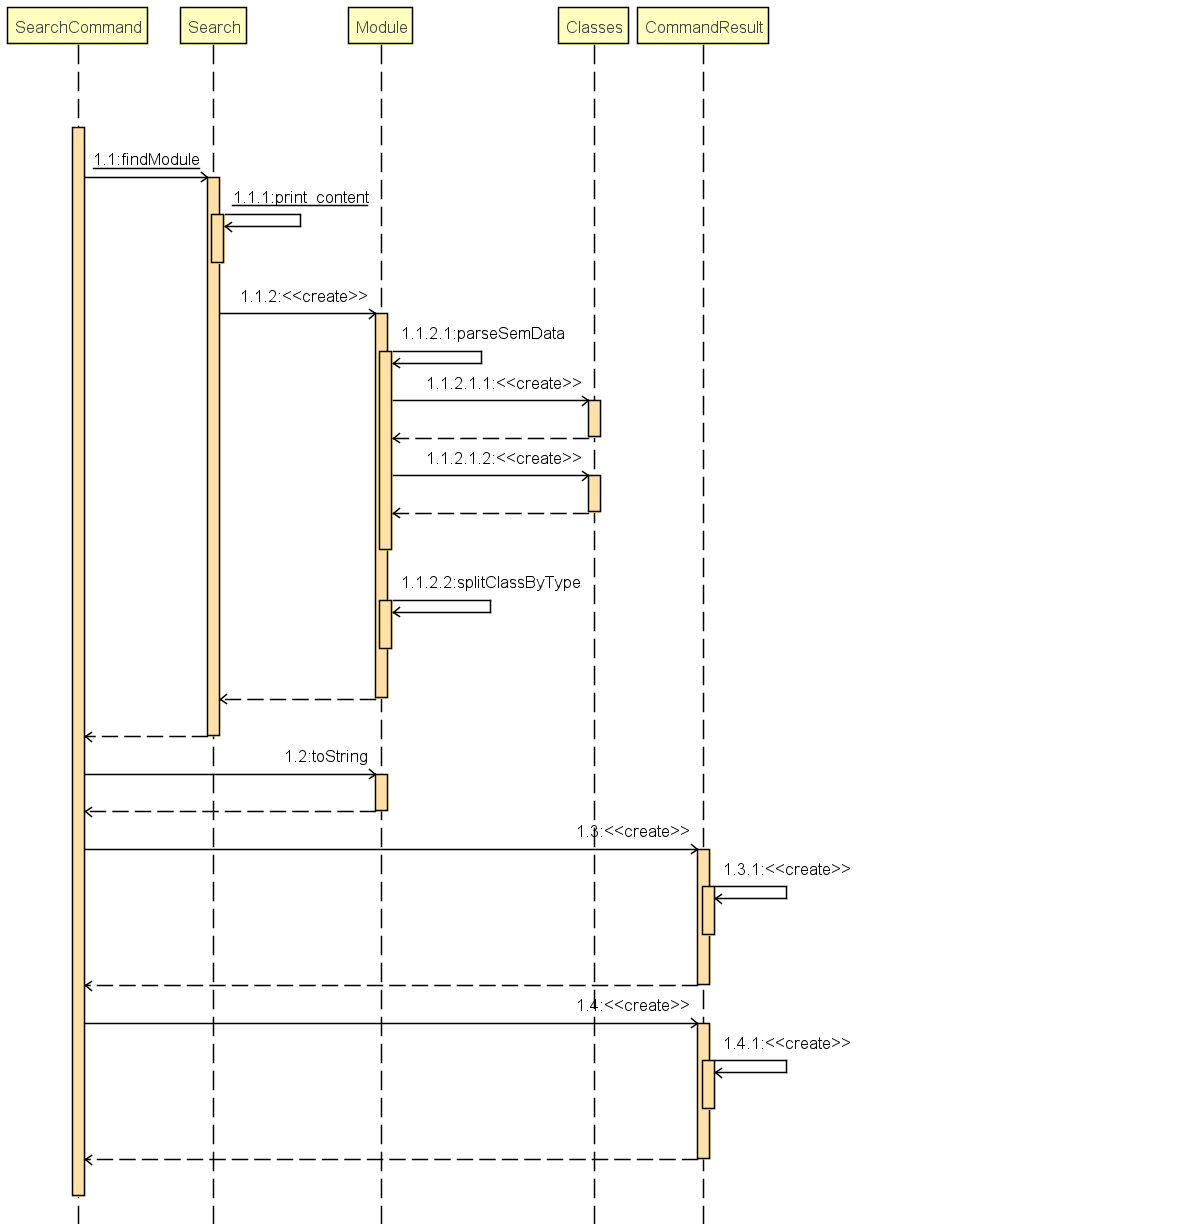 SearchCommand
Search
Module
Classes
CommandResult
1.1:findModule
1.1.1:print_content
1.1.2:<<create>>
1.1.2.1:parseSemData
1.1.2.1.1:<<create>>
1.1.2.1.2:<<create>>
1.1.2.2:splitClassByType
1.2:toString
1.3:<<create>>
1.3.1:<<create>>
1.4:<<create>>
1.4.1:<<create>>